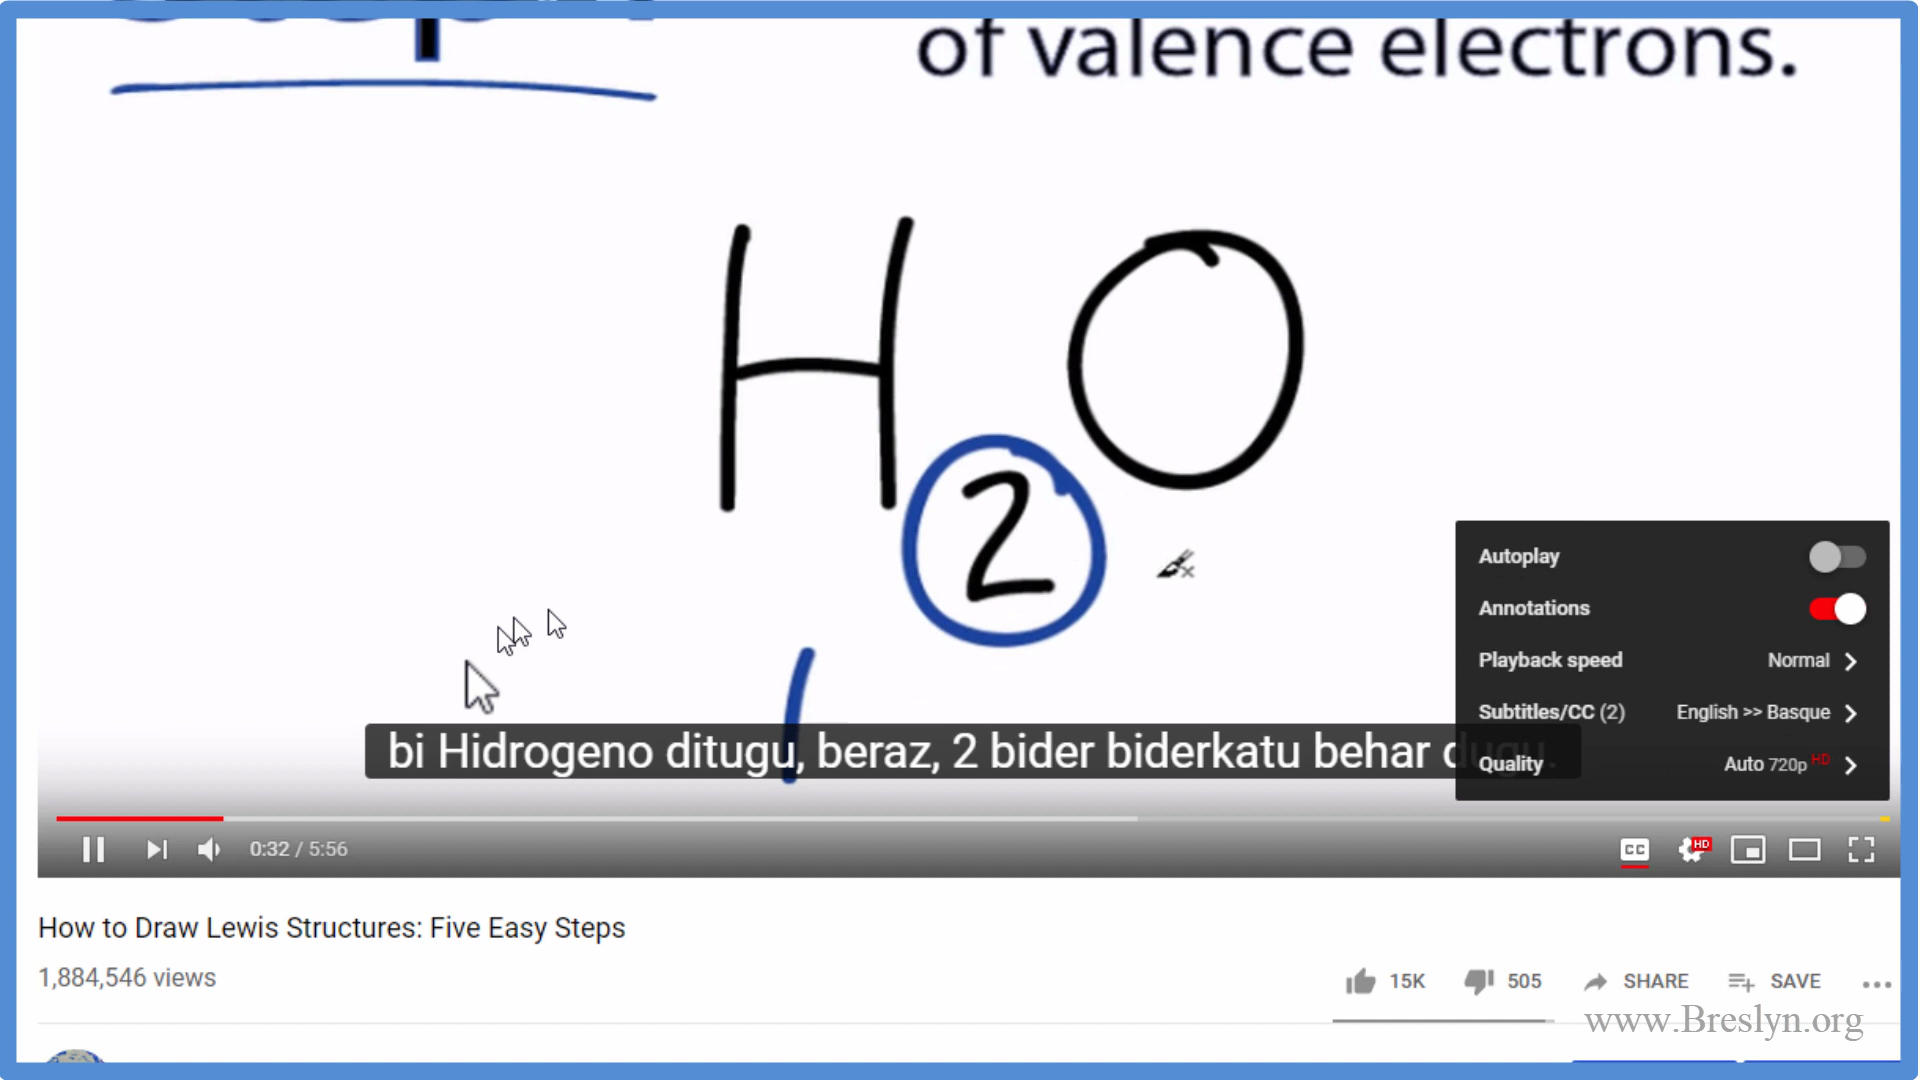 of valence electrons.
H2O
Autoplay
Annotations
Playback speed Normal
Subtitles/CC (2) English >> Basque
bi Hidrogeno ditugu, beraz, 2 bider biderkatu behar dugu.
Quality Auto 720p HD
0:32 / 5:56
CC HD
How to Draw Lewis Structures: Five Easy Steps
1,884,546 views
15K 505 SHARE SAVE
www.Breslyn.org